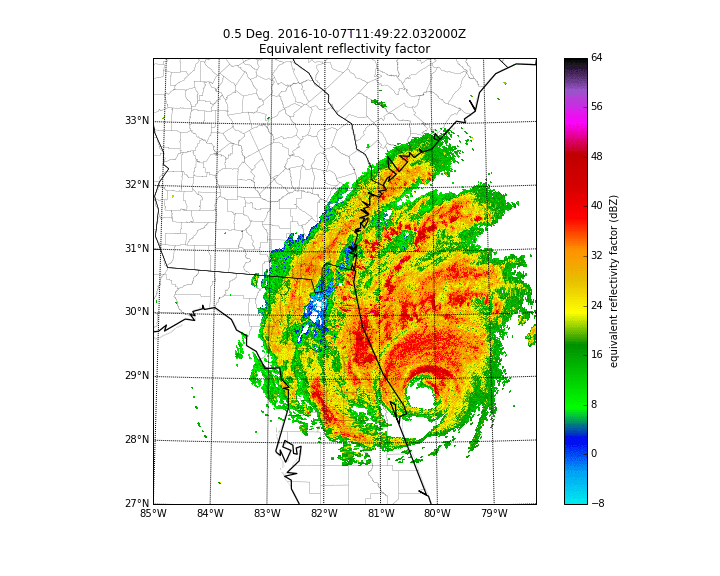 0.5 Deg. 2016-10-07T11:49:22.032000Z
Equivalent reflectivity factor
33°N
32°N
31°N
30°N
29°N
28°N
27°N
85°W 84°W 83°W 82°W 81°W 80°W 79°W
64
56
48
40
32
24
16
8
0
−8
equivalent reflectivity factor (dBZ)